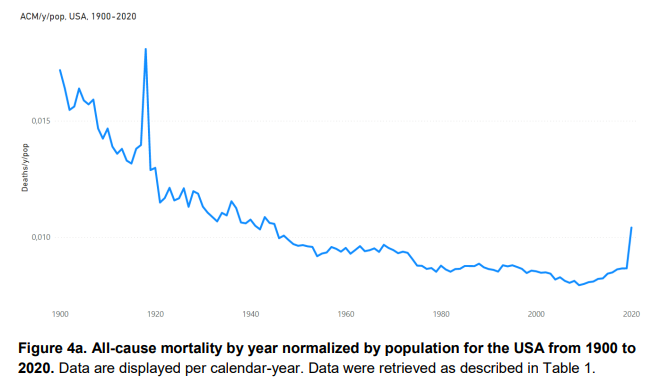 ACM/y/pop, USA, 1900-2020
Deaths/y/pop
0,015
0,010
1900 1920 1940 1960 1980 2000 2020
Figure 4a. All-cause mortality by year normalized by population for the USA from 1900 to
2020. Data are displayed per calendar-year. Data were retrieved as described in Table 1.